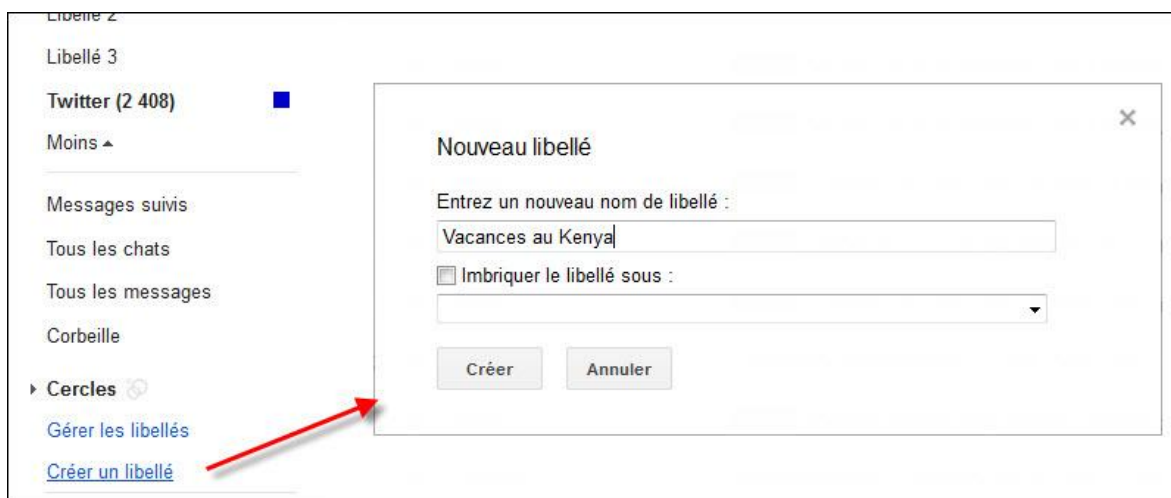 Libellé 2
Libellé 3
Twitter (2 408)
Moins
Messages suivis
Tous les chats
Tous les messages
Corbeille
Cercles
Gérer les libellés
Créer un libellé
Nouveau libellé
Entrez un nouveau nom de libellé :
Vacances au Kenya
Imbriquer le libellé sous :
Créer
Annuler